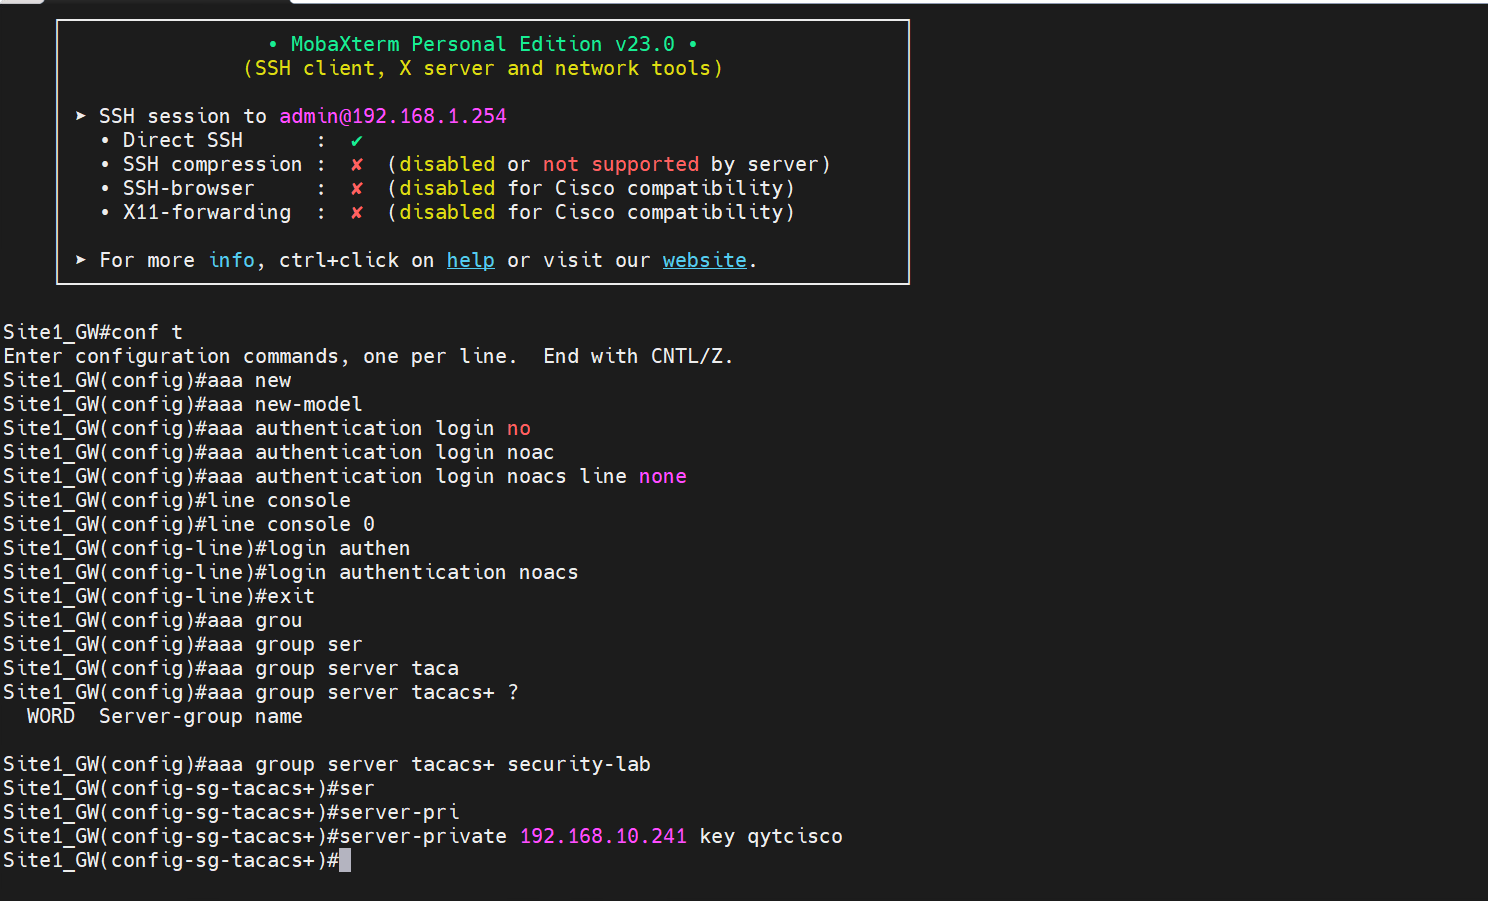 • MobaXterm Personal Edition v23.0 •
(SSH client, X server and network tools)
➤ SSH session to admin@192.168.1.254
• Direct SSH : ✔
• SSH compression : ✘ (disabled or not supported by server)
• SSH-browser : ✘ (disabled for Cisco compatibility)
• X11-forwarding : ✘ (disabled for Cisco compatibility)
➤ For more info, ctrl+click on help or visit our website.
Site1_GW#conf t
Enter configuration commands, one per line. End with CNTL/Z.
Site1_GW(config)#aaa new
Site1_GW(config)#aaa new-model
Site1_GW(config)#aaa authentication login no
Site1_GW(config)#aaa authentication login noac
Site1_GW(config)#aaa authentication login noacs line none
Site1_GW(config)#line console
Site1_GW(config)#line console 0
Site1_GW(config-line)#login authen
Site1_GW(config-line)#login authentication noacs
Site1_GW(config-line)#exit
Site1_GW(config)#aaa grou
Site1_GW(config)#aaa group ser
Site1_GW(config)#aaa group server taca
Site1_GW(config)#aaa group server tacacs+ ?
WORD Server-group name
Site1_GW(config)#aaa group server tacacs+ security-lab
Site1_GW(config-sg-tacacs+)#ser
Site1_GW(config-sg-tacacs+)#server-pri
Site1_GW(config-sg-tacacs+)#server-private 192.168.10.241 key qytcisco
Site1_GW(config-sg-tacacs+)#